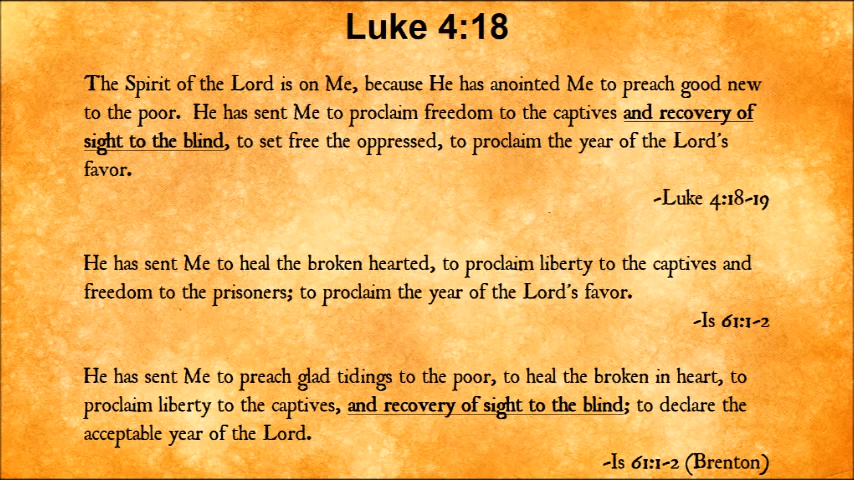 Luke 4:18
The Spirit of the Lord is on Me, because He has anointed Me to preach good new
to the poor. He has sent Me to proclaim freedom to the captives and recovery of
sight to the blind, to set free the oppressed, to proclaim the year of the Lord's
favor.
-Luke 4:18-19
He has sent Me to heal the broken hearted, to proclaim liberty to the captives and
freedom to the prisoners; to proclaim the year of the Lord's favor.
-Is 61:1-2
He has sent Me to preach glad tidings to the poor, to heal the broken in heart, to
proclaim liberty to the captives, and recovery of sight to the blind; to declare the
acceptable year of the Lord.
-Is 61:1-2 (Brenton)